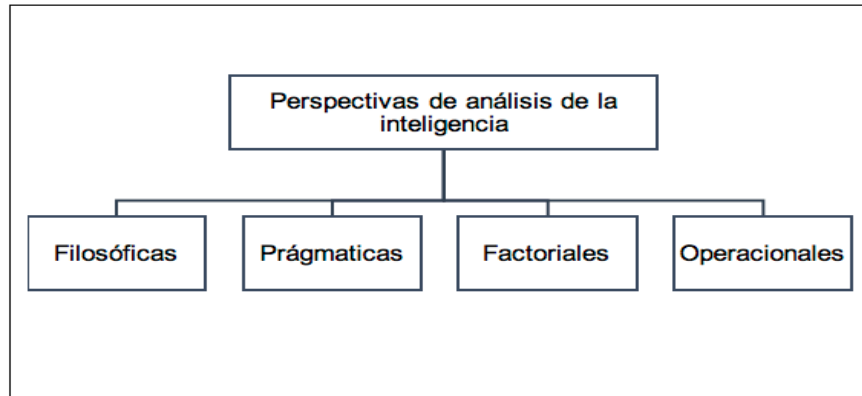 Perspectivas de análisis de la
inteligencia
Filosóficas
Prágmaticas
Factoriales
Operacionales